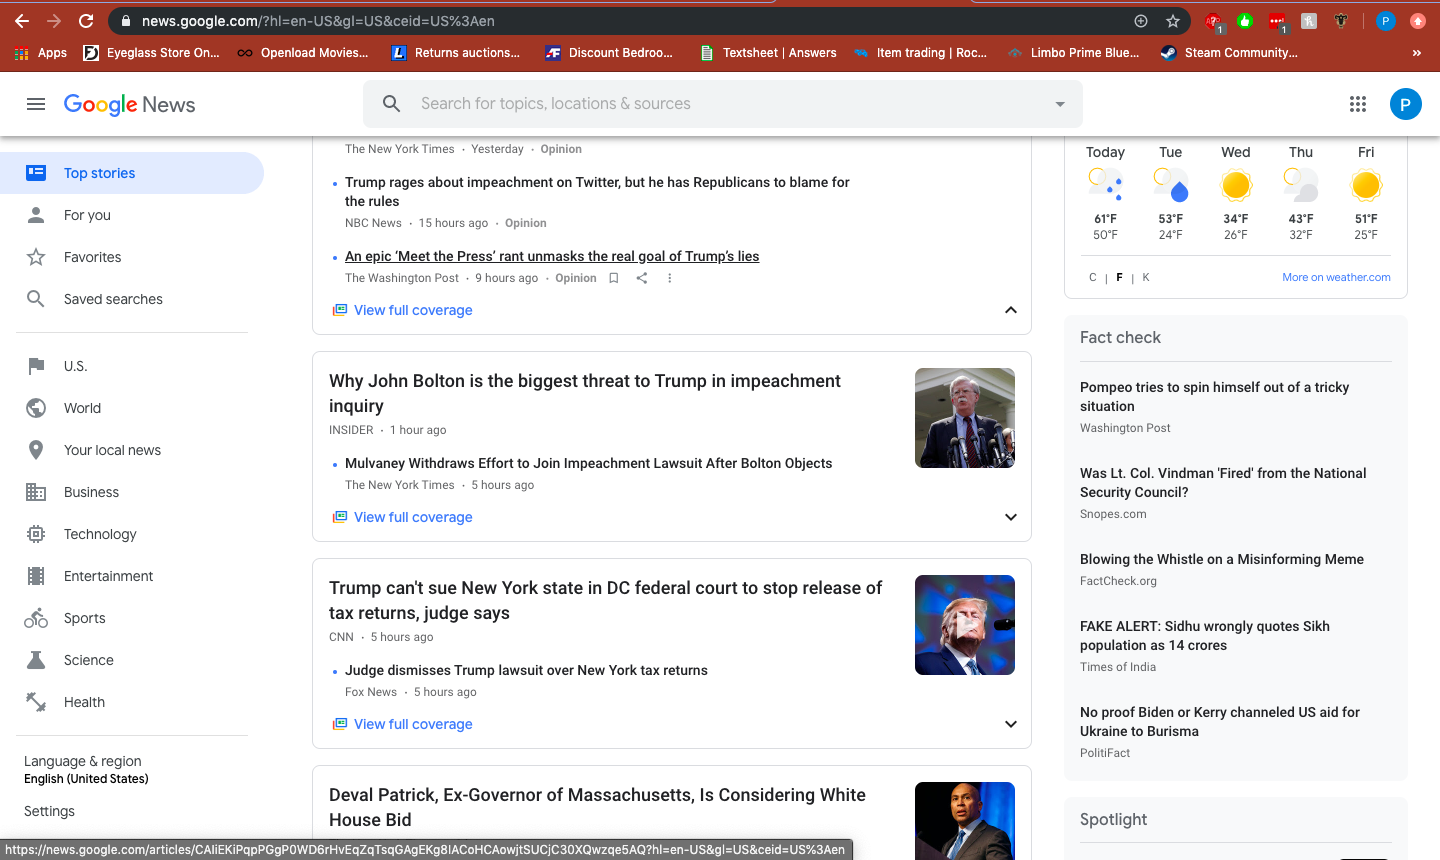 news.google.com/?hl=en-US&gl=US&ceid=US%3Aen
1
1
P
Apps
Eyeglass Store On...
Openload Movies...
Returns auctions...
Discount Bedroo...
Textsheet | Answers
Item trading | Roc...
Limbo Prime Blue...
Steam Community...
»
Google News
Search for topics, locations & sources
P
Top stories
For you
Favorites
Saved searches
U.S.
World
Your local news
Business
Technology
Entertainment
Sports
Science
Health
Language & region
English (United States)
Settings
The New York Times · Yesterday · Opinion
Trump rages about impeachment on Twitter, but he has Republicans to blame for
the rules
NBC News · 15 hours ago · Opinion
An epic ‘Meet the Press’ rant unmasks the real goal of Trump’s lies
The Washington Post · 9 hours ago · Opinion
View full coverage
Why John Bolton is the biggest threat to Trump in impeachment
inquiry
INSIDER · 1 hour ago
Mulvaney Withdraws Effort to Join Impeachment Lawsuit After Bolton Objects
The New York Times · 5 hours ago
View full coverage
Trump can't sue New York state in DC federal court to stop release of
tax returns, judge says
CNN · 5 hours ago
Judge dismisses Trump lawsuit over New York tax returns
Fox News · 5 hours ago
View full coverage
Deval Patrick, Ex-Governor of Massachusetts, Is Considering White
House Bid
Today Tue Wed Thu Fri
61°F 53°F 34°F 43°F 51°F
50°F 24°F 26°F 32°F 25°F
C | F | K
More on weather.com
Fact check
Pompeo tries to spin himself out of a tricky
situation
Washington Post
Was Lt. Col. Vindman 'Fired' from the National
Security Council?
Snopes.com
Blowing the Whistle on a Misinforming Meme
FactCheck.org
FAKE ALERT: Sidhu wrongly quotes Sikh
population as 14 crores
Times of India
No proof Biden or Kerry channeled US aid for
Ukraine to Burisma
PolitiFact
Spotlight